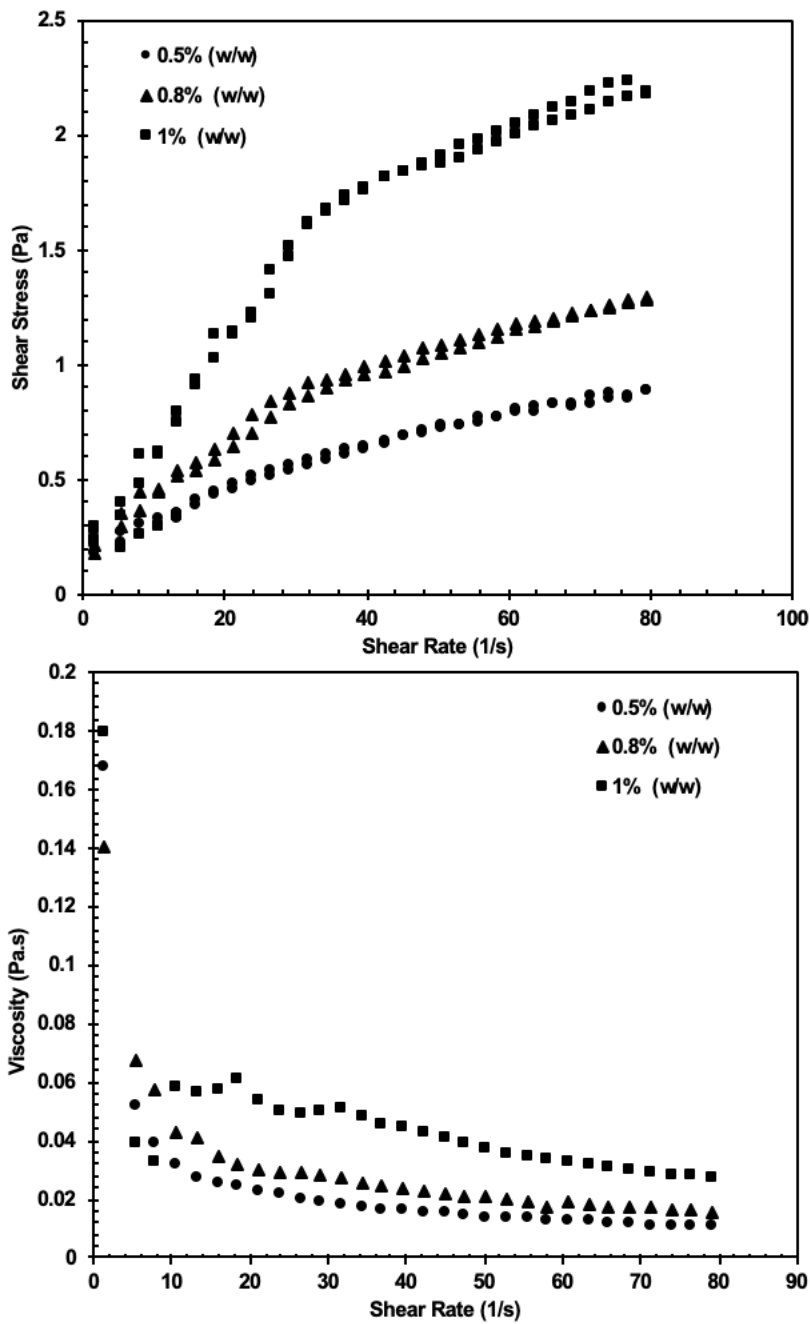 2.5
0.5% (w/w)
0.8% (w/w)
1% (w/w)
2
1.5
1
0.5
0
Shear Stress (Pa)
0 20 40 60 80 100
Shear Rate (1/s)
0.2
0.5% (w/w)
0.18
0.8% (w/w)
0.16
1% (w/w)
0.14
0.12
0.1
0.08
0.06
0.04
0.02
0
Viscosity (Pa.s)
0 10 20 30 40 50 60 70 80 90
Shear Rate (1/s)